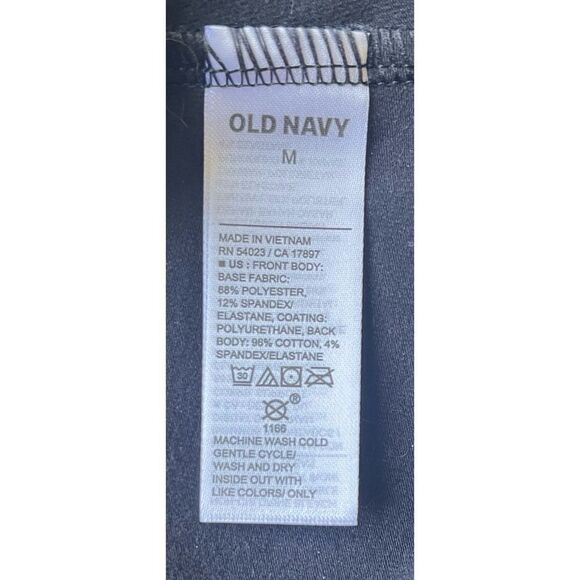 OLD NAVY
M
MADE IN VIETNAM
RN 54023 / CA 17897
■ US : FRONT BODY:
BASE FABRIC:
88% POLYESTER,
12% SPANDEX/
ELASTANE, COATING:
POLYURETHANE, BACK
BODY: 96% COTTON, 4%
SPANDEX/ELASTANE
30
®
1166
MACHINE WASH COLD
GENTLE CYCLE/
WASH AND DRY
INSIDE OUT WITH
LIKE COLORS/ ONLY